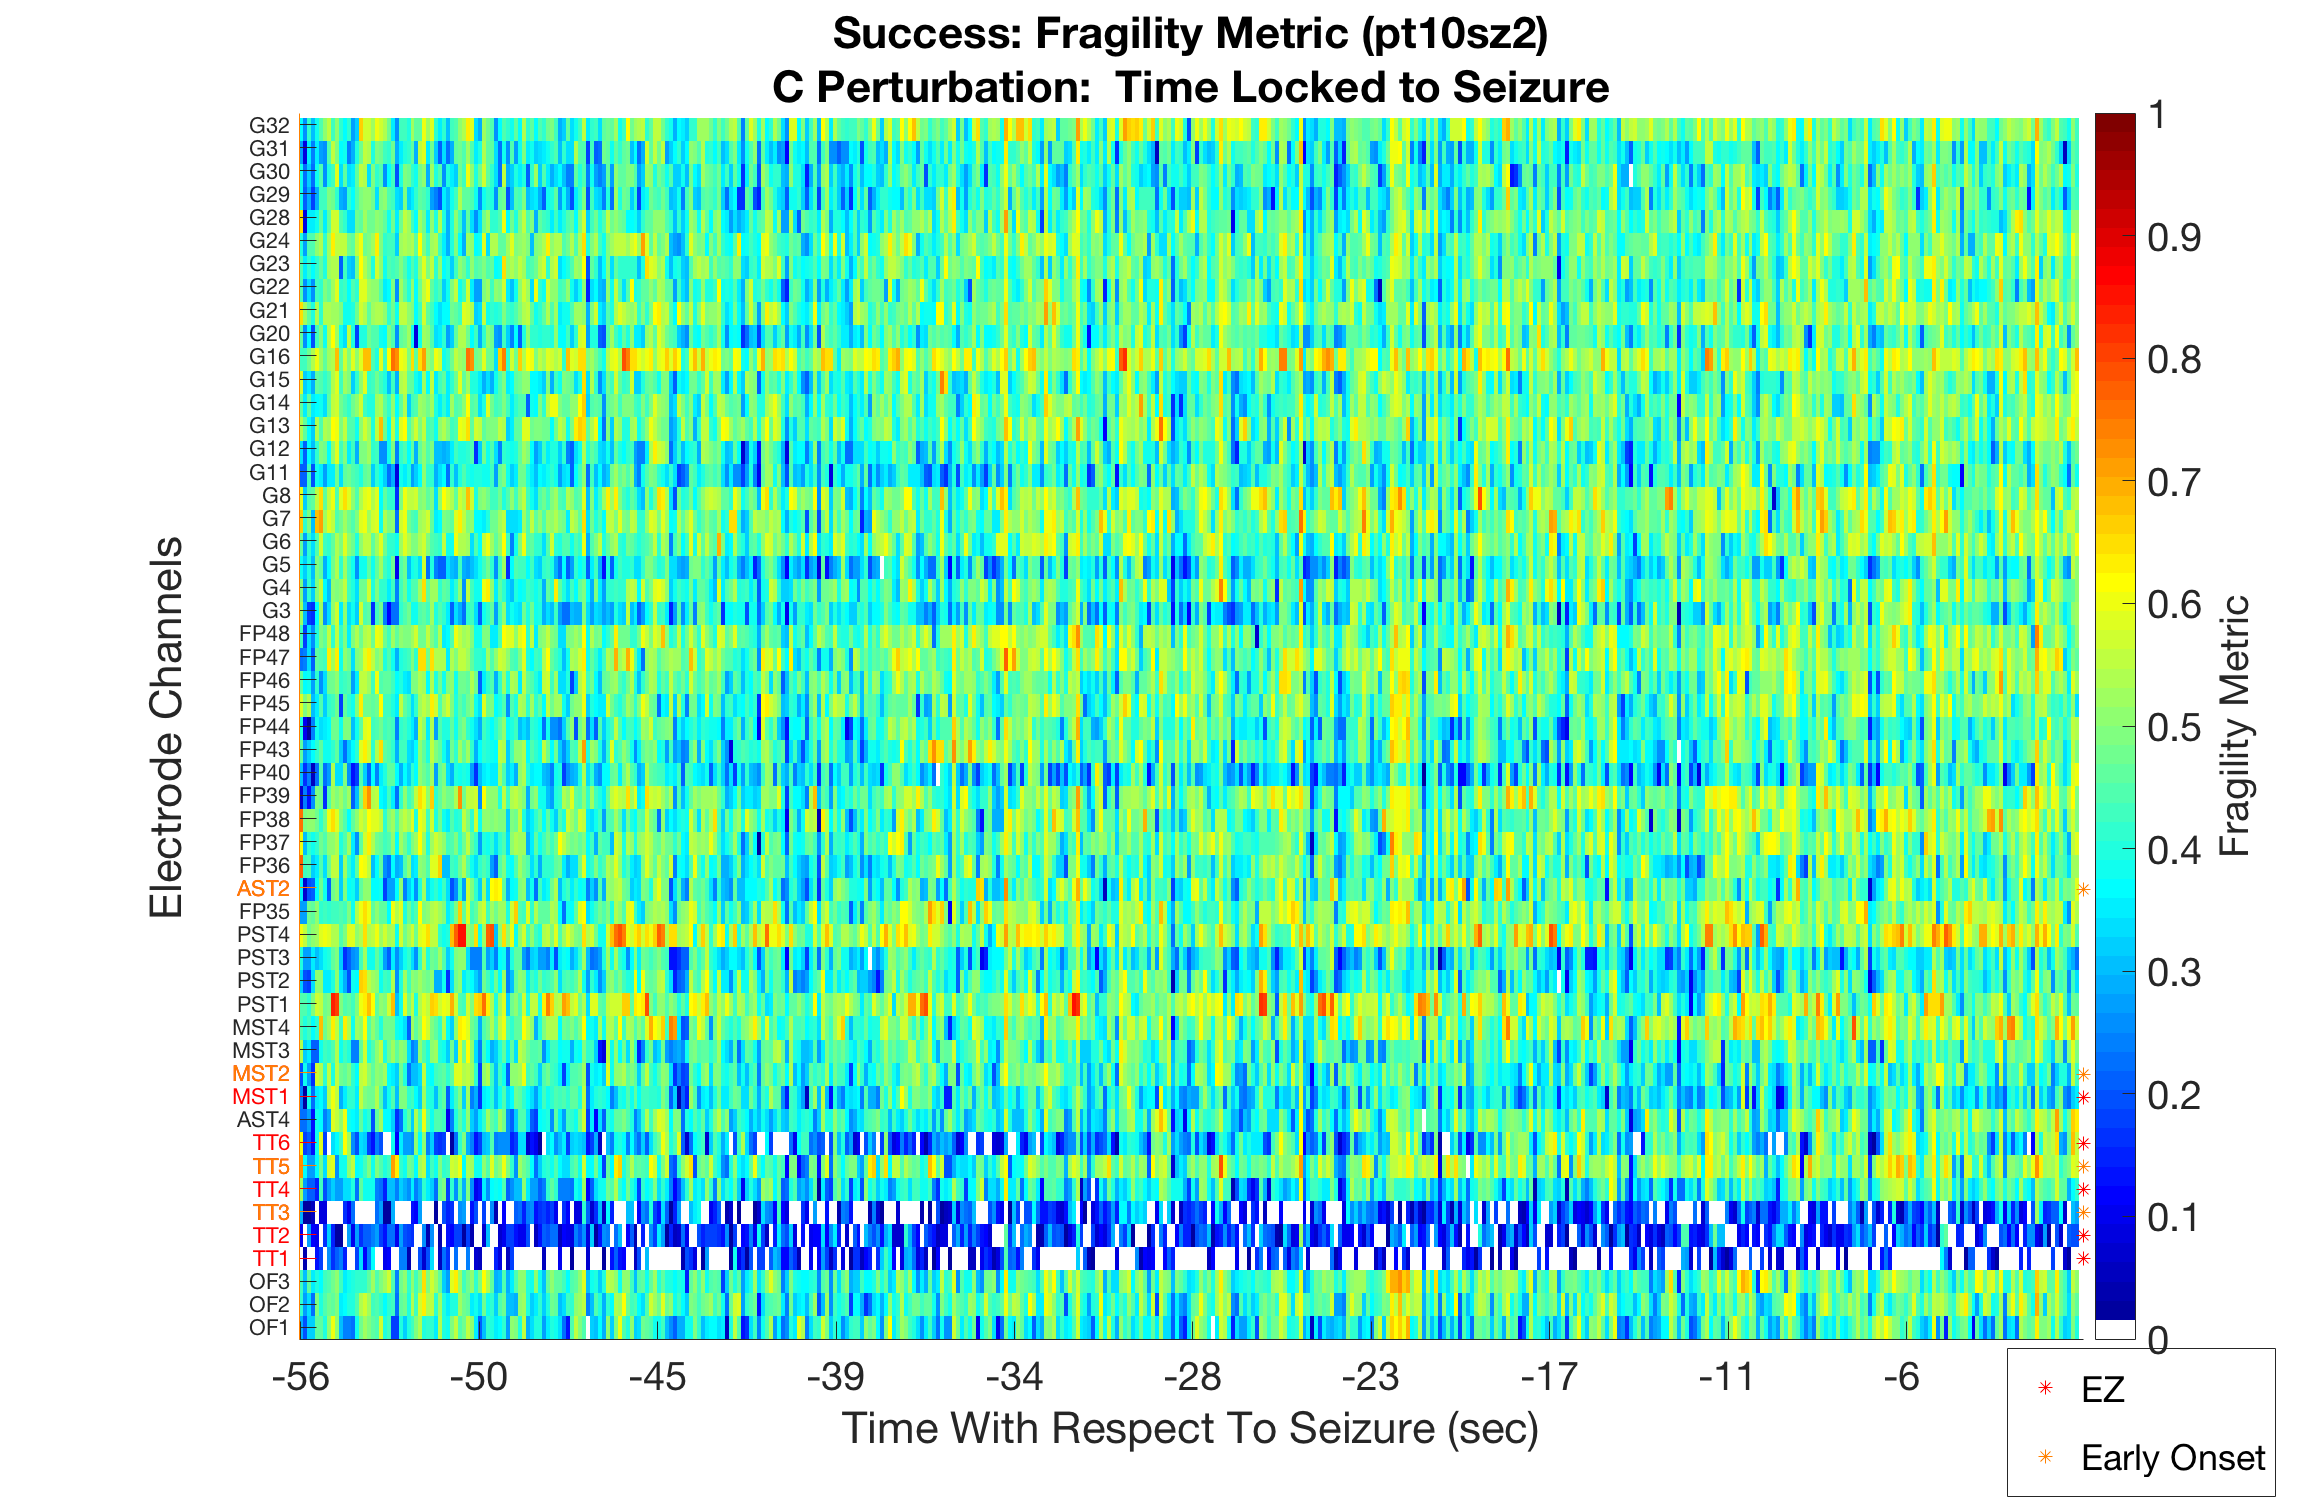 Success: Fragility Metric (pt10sz2)
C Perturbation:  Time Locked to Seizure
Electrode Channels
G32
G31
G30
G29
G28
G24
G23
G22
G21
G20
G16
G15
G14
G13
G12
G11
G8
G7
G6
G5
G4
G3
FP48
FP47
FP46
FP45
FP44
FP43
FP40
FP39
FP38
FP37
FP36
AST2
FP35
PST4
PST3
PST2
PST1
MST4
MST3
MST2
MST1
AST4
TT6
TT5
TT4
TT3
TT2
TT1
OF3
OF2
OF1
-56 -50 -45 -39 -34 -28 -23 -17 -11 -6
Time With Respect To Seizure (sec)
1
0.9
0.8
0.7
0.6
0.5
0.4
0.3
0.2
0.1
0
Fragility Metric
EZ
Early Onset